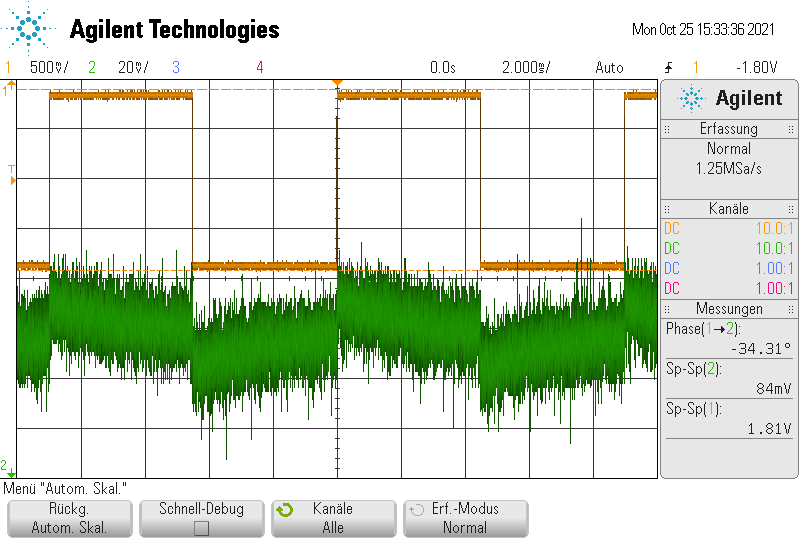 Agilent Technologies
Mon Oct 25 15:33:36 2021
1 500mV/ 2 20mV/ 3 4 0.0s 2.000ms/ Auto 1 -1.80V
1
T
2
Agilent
Erfassung
Normal
1.25MSa/s
Kanäle
DC 10.0:1
DC 10.0:1
DC 1.00:1
DC 1.00:1
Messungen
Phase(1→2):
-34.31°
Sp-Sp(2):
84mV
Sp-Sp(1):
1.81V
Menü "Autom. Skal."
Rückg.
Autom. Skal.
Schnell-Debug
Kanäle
Alle
Erf.-Modus
Normal